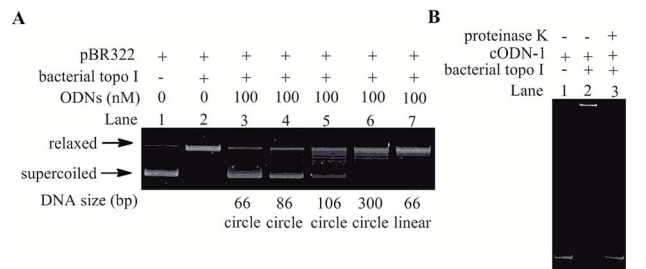 A
pBR322 + + + + + + +
bacterial topo I - + + + + + +
ODNs (nM) 0 0 100 100 100 100 100
Lane 1 2 3 4 5 6 7
relaxed
supercoiled
DNA size (bp) 66 86 106 300 66
circle circle circle circle linear
B
proteinase K - - +
cODN-1 + + +
bacterial topo I - + +
Lane 1 2 3